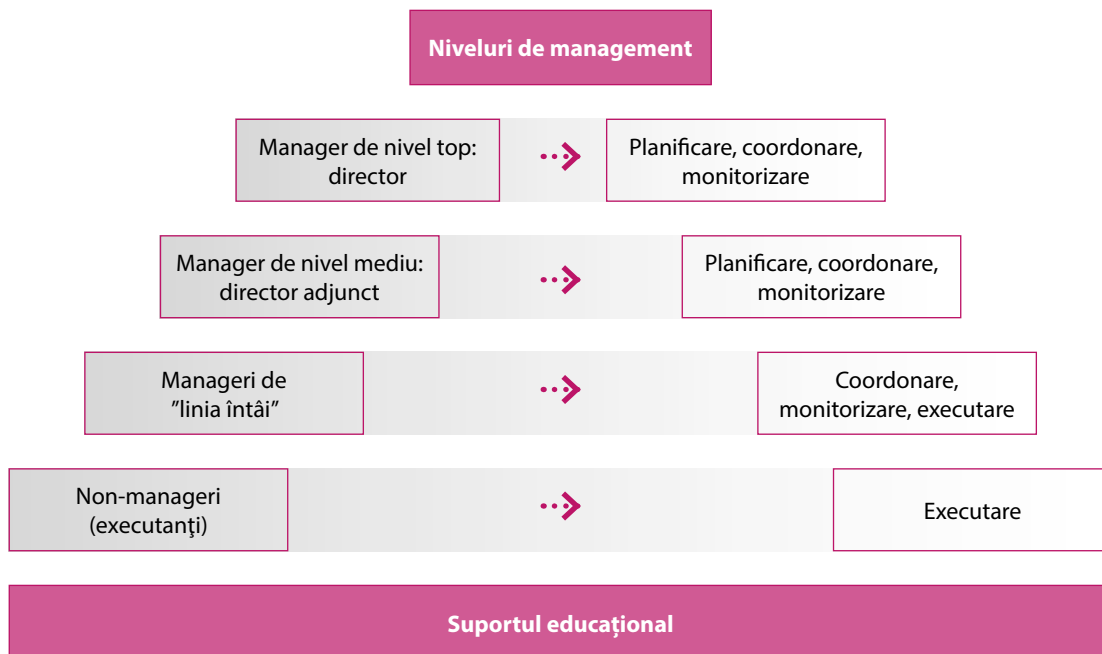 Niveluri de management
Manager de nivel top:
director
Planificare, coordonare,
monitorizare
Manager de nivel mediu:
director adjunct
Planificare, coordonare,
monitorizare
Manageri de
”linia întâi”
Coordonare,
monitorizare, executare
Non-manageri
(executanţi)
Executare
Suportul educațional